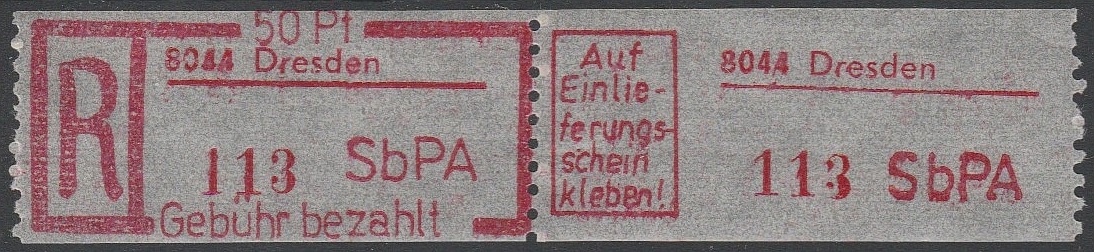 50 Pf
R
8044 Dresden
113 SbPA
Gebühr bezahlt
Auf
Einlie-
ferungs-
schein
kleben!
8044 Dresden
113 SbPA